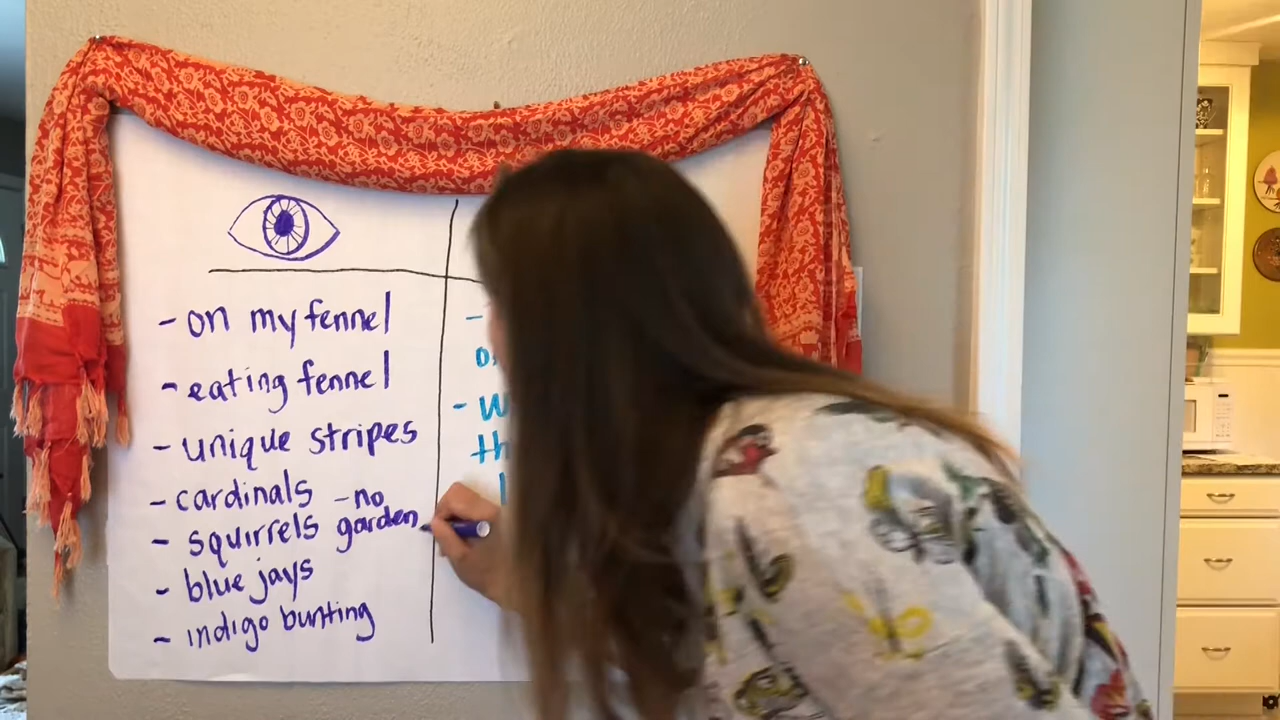 - on my fennel
- eating fennel
- unique stripes
- cardinals - no
- squirrels garden
- blue jays
- indigo bunting